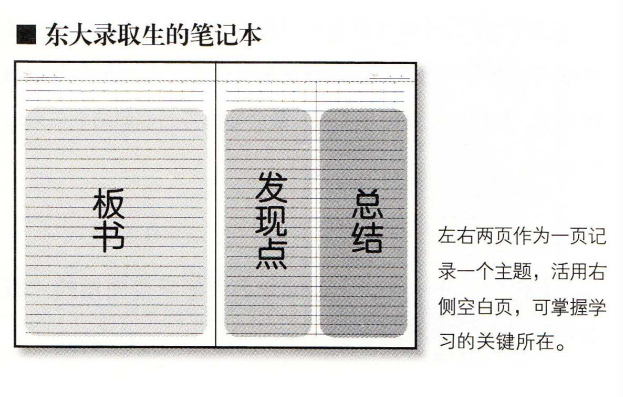 ■ 东大录取生的笔记本
板书
发现点
总结
左右两页作为一页记
录一个主题，活用右
侧空白页，可掌握学
习的关键所在。